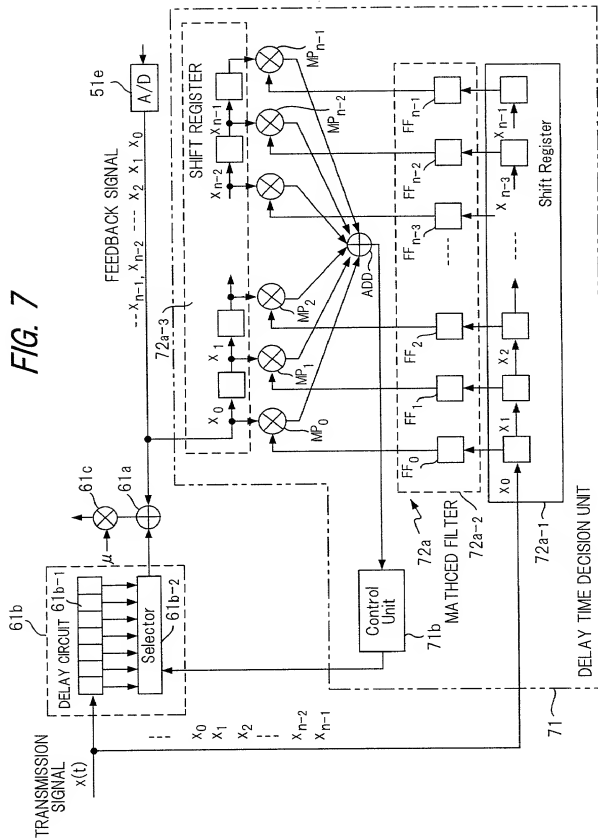 FIG. 7
TRANSMISSION
SIGNAL
x(t)
61b
DELAY CIRCUIT
61b-1
Selector
61b-2
μ
61c
61a
FEEDBACK SIGNAL
--- Xn-1, Xn-2 --- X2 X1 X0
51e
A/D
---- X0 X1 X2 ---- Xn-2 Xn-1
72a-3
SHIFT REGISTER
X0
X1
Xn-2
Xn-1
MP0
MP1
MP2
MPn-2
MPn-1
ADD
Control
Unit
71b
FF0
FF1
FF2
----
FFn-3
FFn-2
FFn-1
72a
MATHCED FILTER
72a-2
X0
X1
X2
----
Xn-3
Xn-1
Shift Register
72a-1
71
DELAY TIME DECISION UNIT